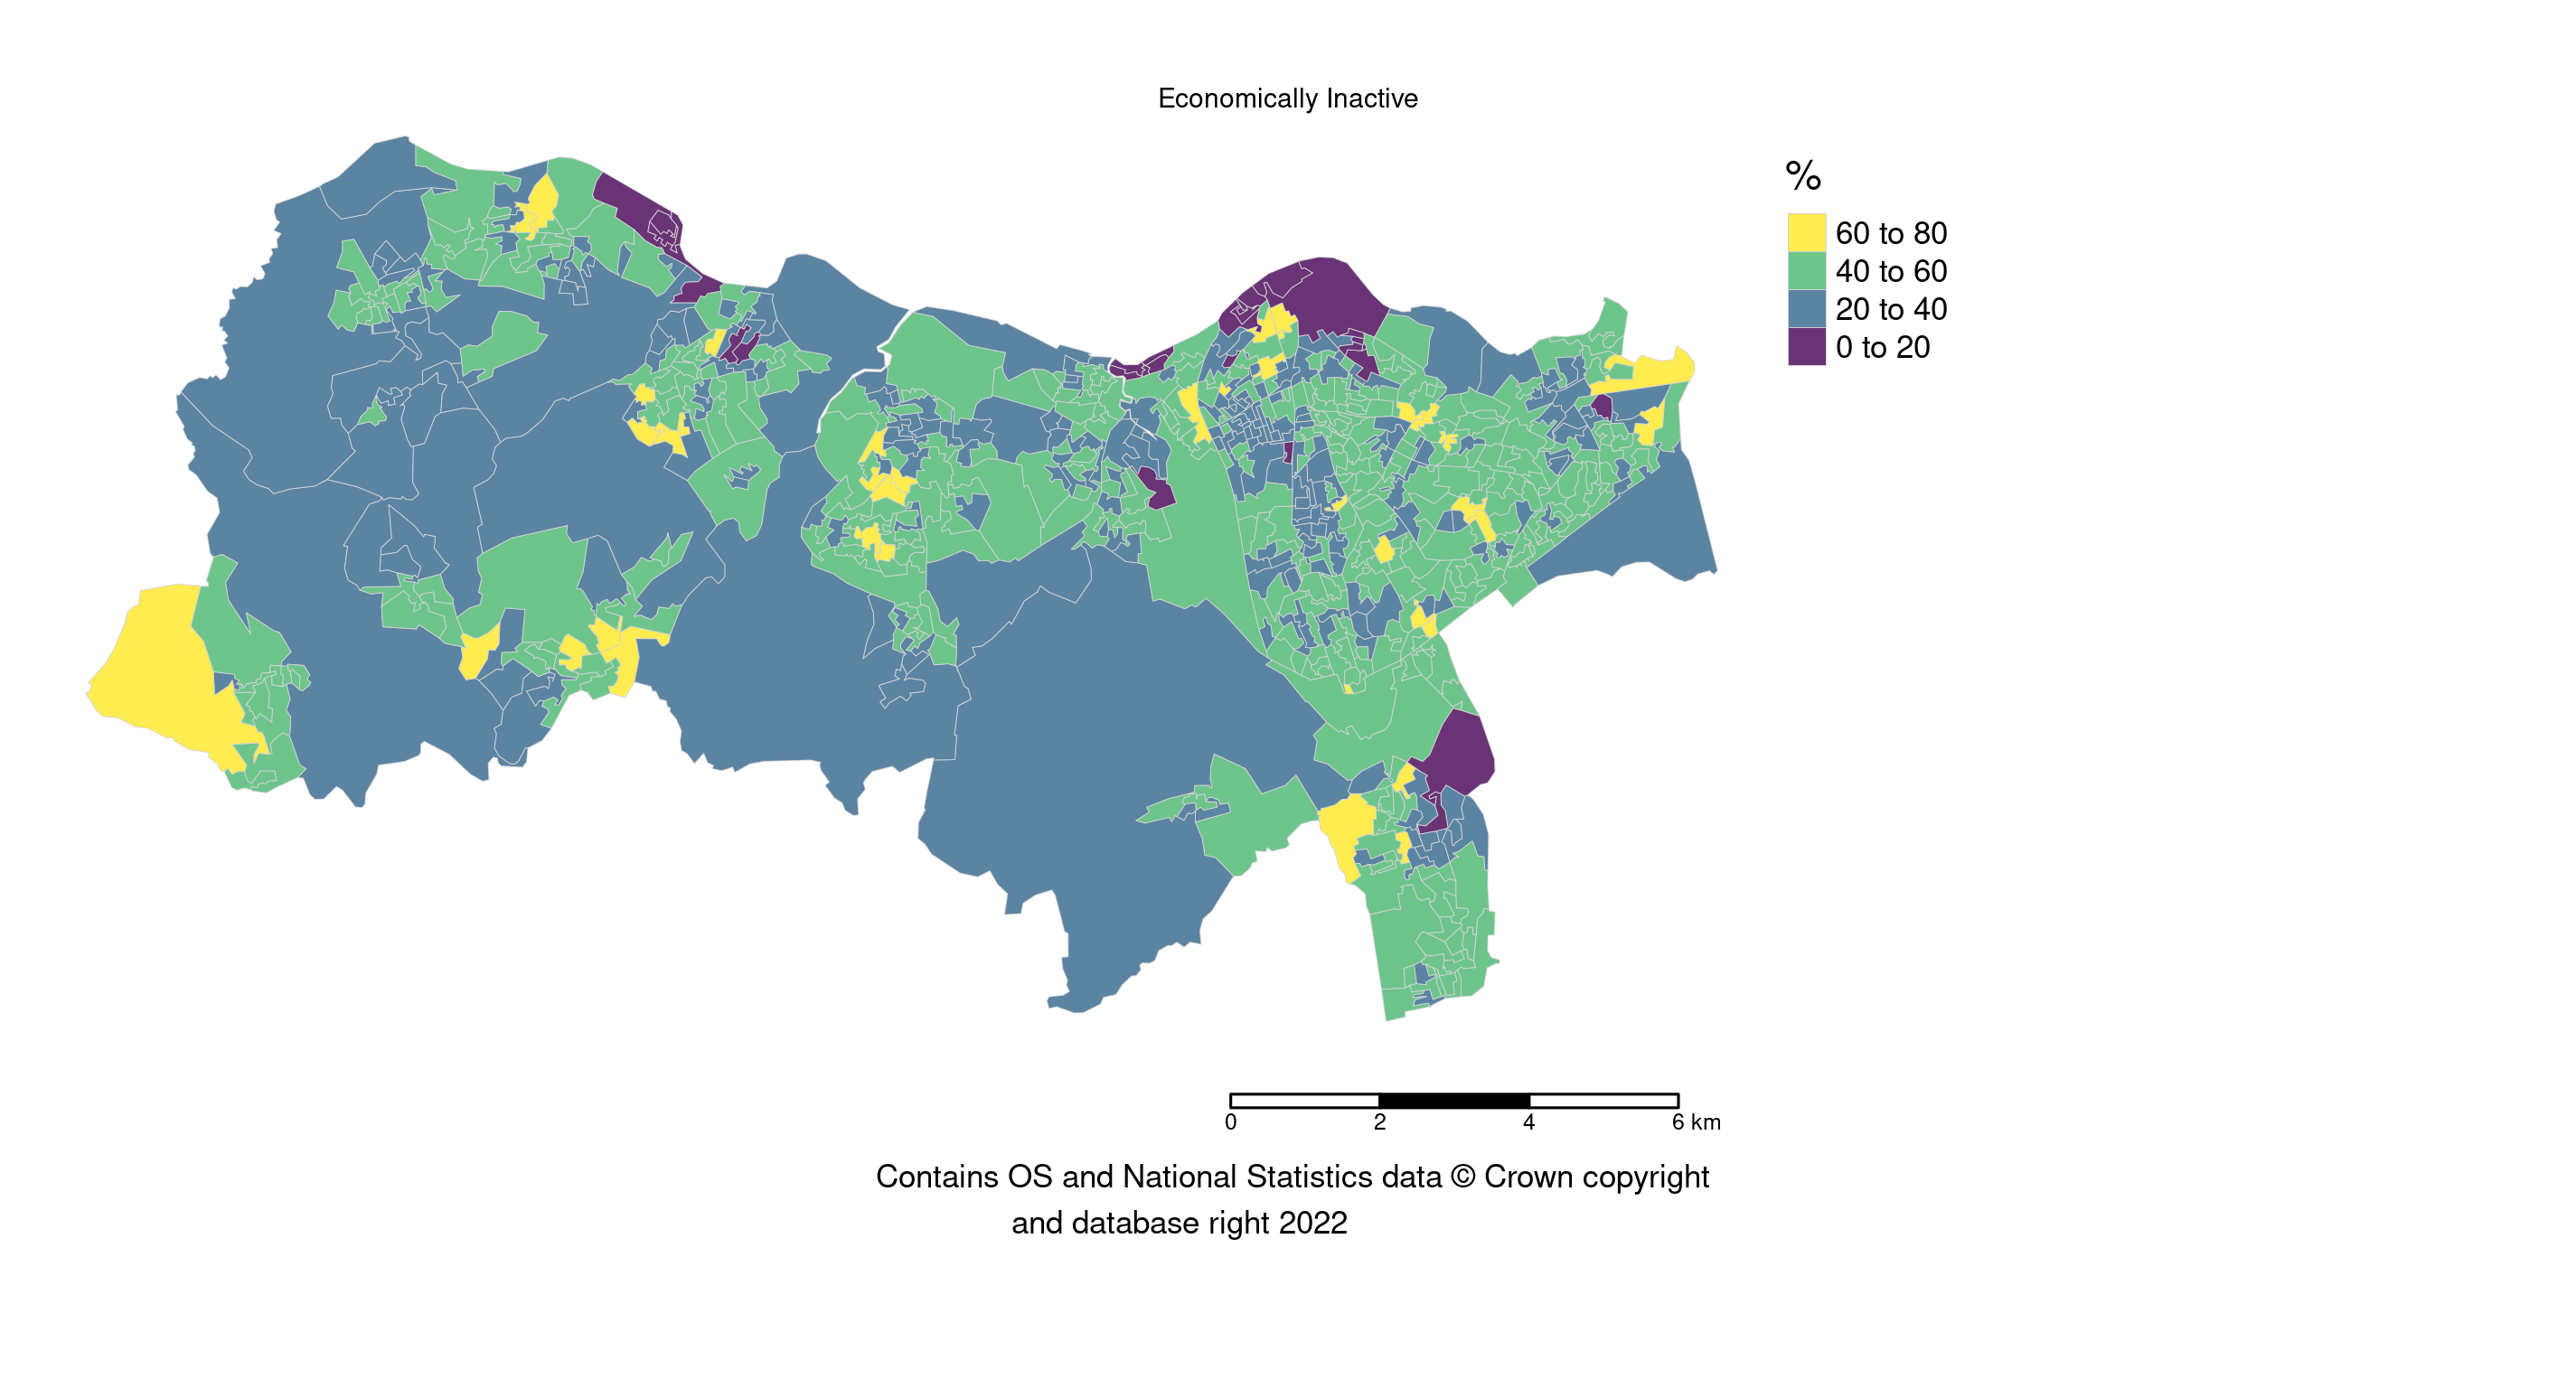 Economically Inactive
%
60 to 80
40 to 60
20 to 40
0 to 20
0 2 4 6 km
Contains OS and National Statistics data © Crown copyright
and database right 2022